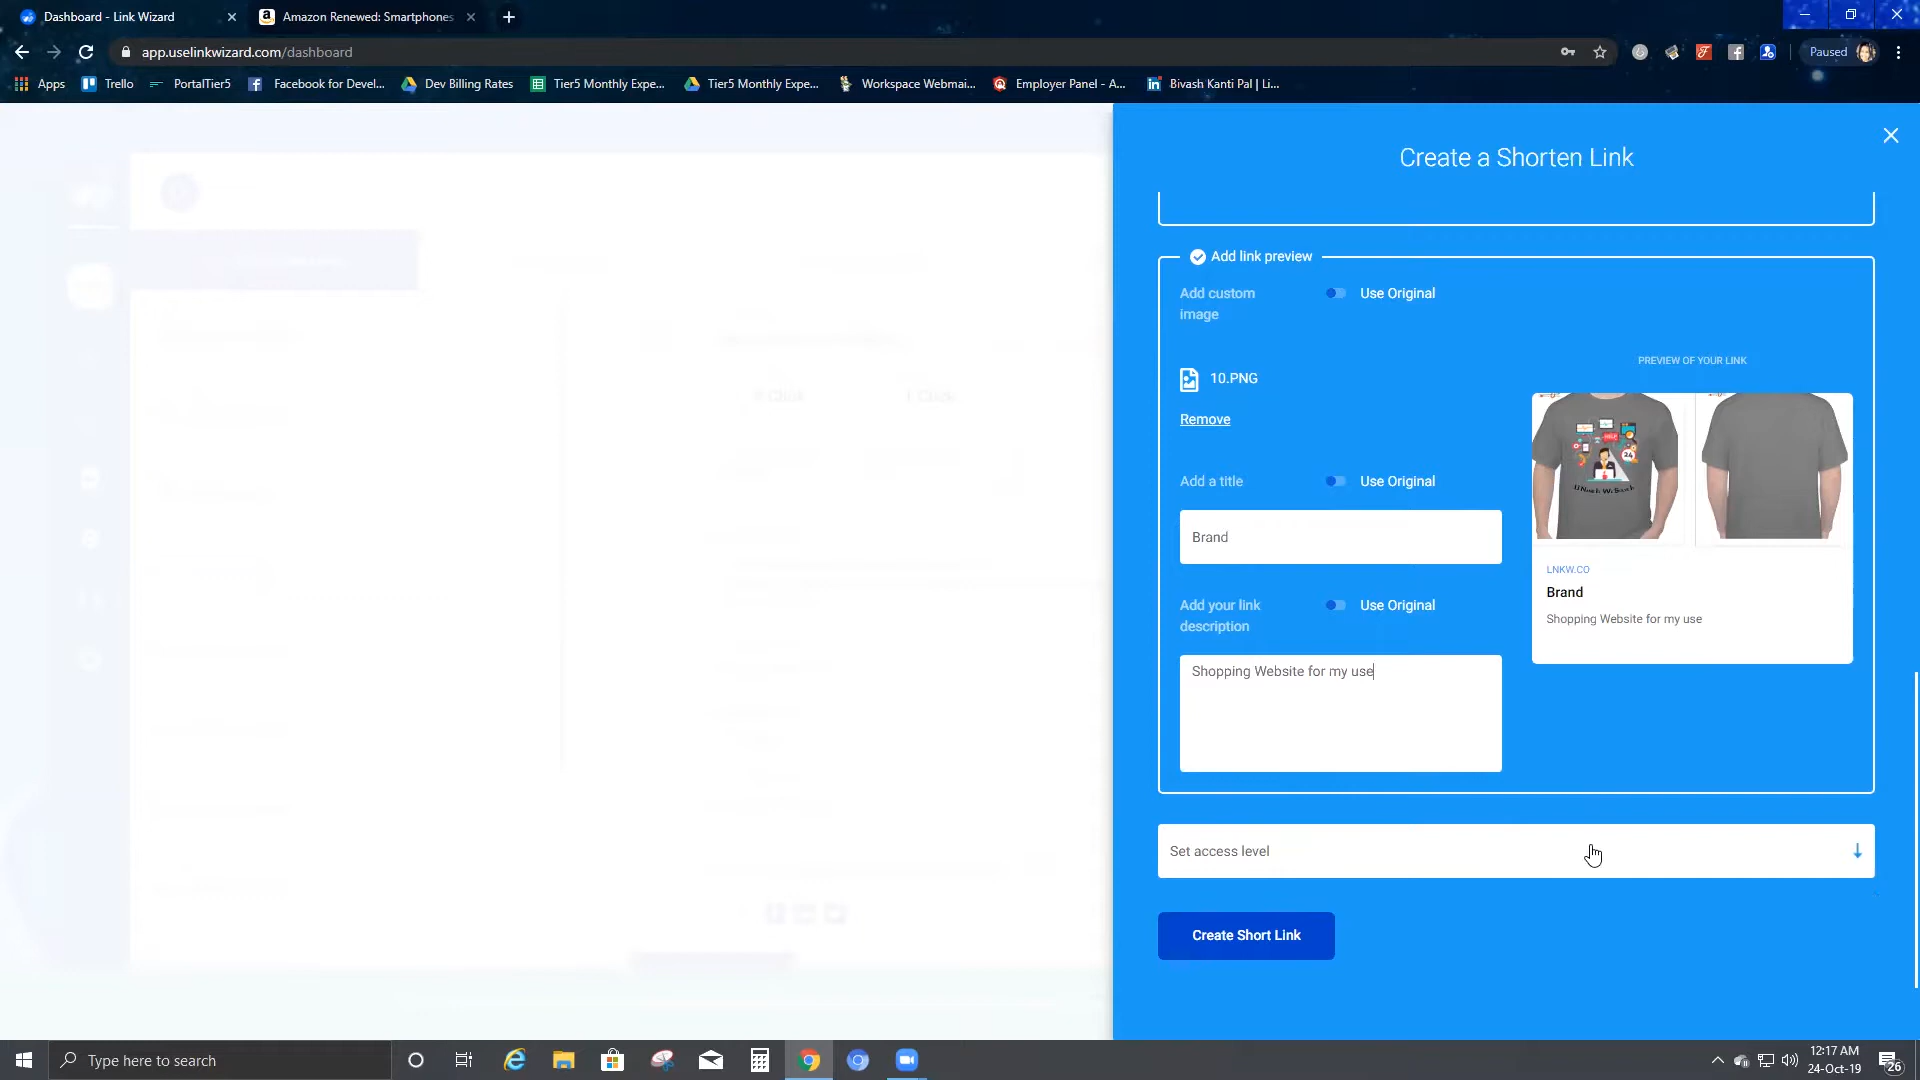 Dashboard - Link Wizard
Amazon Renewed: Smartphones
app.uselinkwizard.com/dashboard
Paused
Apps
Trello
PortalTier5
Facebook for Devel...
Dev Billing Rates
Tier5 Monthly Expe...
Tier5 Monthly Expe...
Workspace Webmai...
Employer Panel - A...
Bivash Kanti Pal | Li...
Create a Shorten Link
Add link preview
Add custom
image
Use Original
10.PNG
Remove
PREVIEW OF YOUR LINK
HELP
24
Add a title
Use Original
Brand
LNKW.CO
Brand
Shopping Website for my use
Add your link
description
Use Original
Shopping Website for my use
Set access level
Create Short Link
Type here to search
12:17 AM
24-Oct-19
26